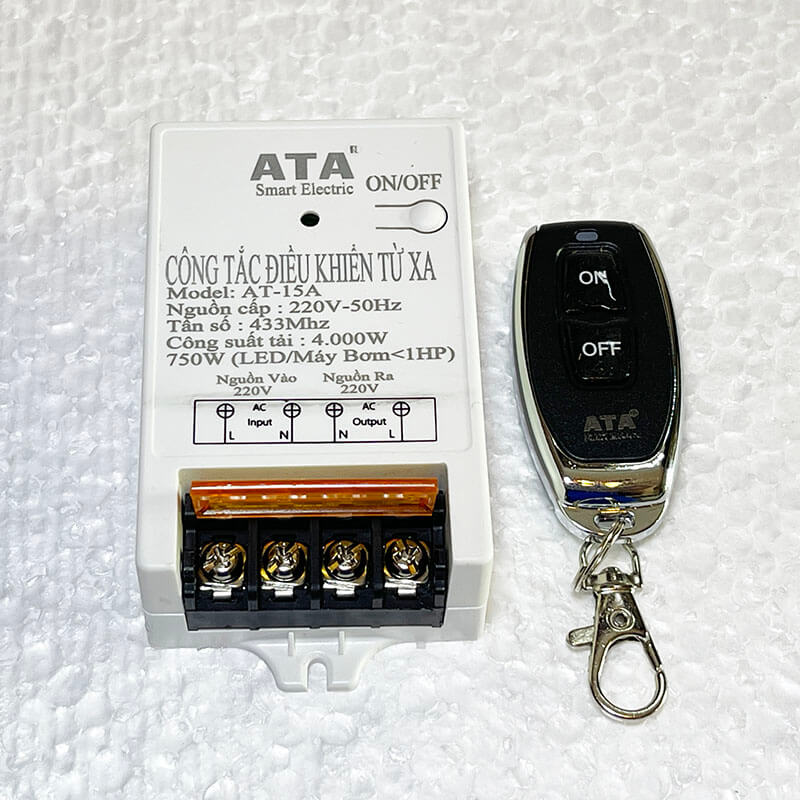 ATA R
Smart Electric
ON/OFF
CÔNG TẮC ĐIỀU KHIỂN TỪ XA
Model: AT-15A
Nguồn cấp : 220V-50Hz
Tần số : 433Mhz
Công suất tải : 4.000W
750W (LED/Máy Bơm<1HP)
Nguồn Vào Nguồn Ra
220V 220V
AC AC
Input Output
L N N L
ON
OFF
ATA